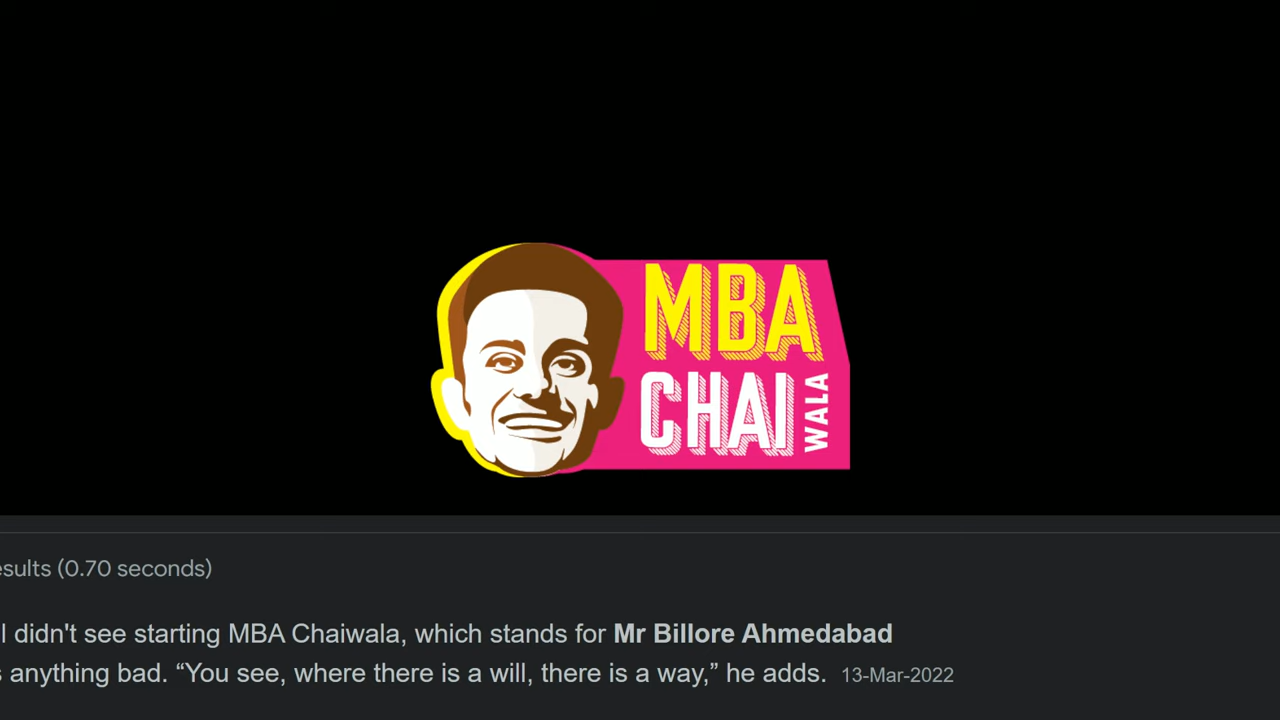 MBA
CHAI
WALA
esults (0.70 seconds)
I didn't see starting MBA Chaiwala, which stands for Mr Billore Ahmedabad
s anything bad. “You see, where there is a will, there is a way,” he adds. 13-Mar-2022